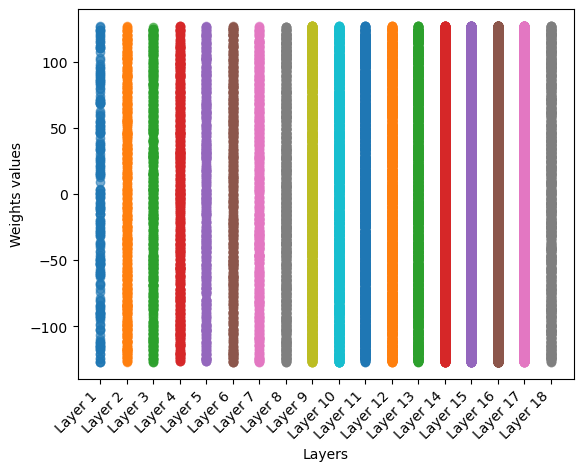 Weights values
100
50
0
−50
−100
Layer 1
Layer 2
Layer 3
Layer 4
Layer 5
Layer 6
Layer 7
Layer 8
Layer 9
Layer 10
Layer 11
Layer 12
Layer 13
Layer 14
Layer 15
Layer 16
Layer 17
Layer 18
Layers